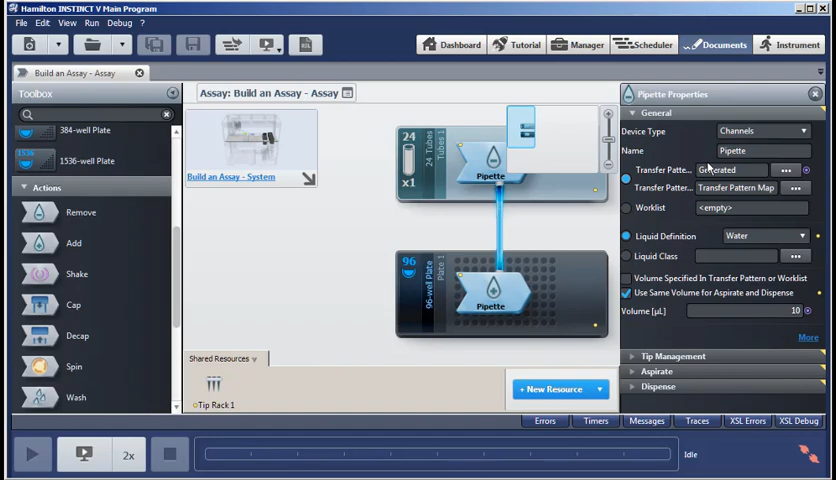 Hamilton INSTINCT V Main Program
File Edit View Run Debug ?
Dashboard Tutorial Manager Scheduler Documents Instrument
Build an Assay - Assay
Toolbox
384-well Plate
1536
1536-well Plate
Actions
Remove
Add
Shake
Cap
Decap
Spin
Wash
Assay: Build an Assay - Assay
Build an Assay - System
24
x1
24 Tubes
Tubes 1
Pipette
96
96-well Plate
Plate 1
Pipette
Shared Resources
Tip Rack 1
+ New Resource
Pipette Properties
General
Device Type Channels
Name Pipette
Transfer Patte... Generated ...
Transfer Patter... Transfer Pattern Map ...
Worklist <empty>
Liquid Definition Water
Liquid Class ...
Volume Specified In Transfer Pattern or Worklist
Use Same Volume for Aspirate and Dispense
Volume [µL] 10
More
Tip Management
Aspirate
Dispense
Errors Timers Messages Traces XSL Errors XSL Debug
2x
Idle